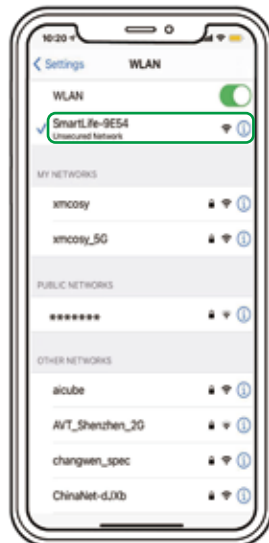 10:20
Settings WLAN
WLAN
SmartLife-9E54
Unsecured Network
MY NETWORKS
xmcosy
xmcosy_5G
PUBLIC NETWORKS
*******
OTHER NETWORKS
aicube
AVT_Shenzhen_2G
changwen_spec
ChinaNet-dJXb